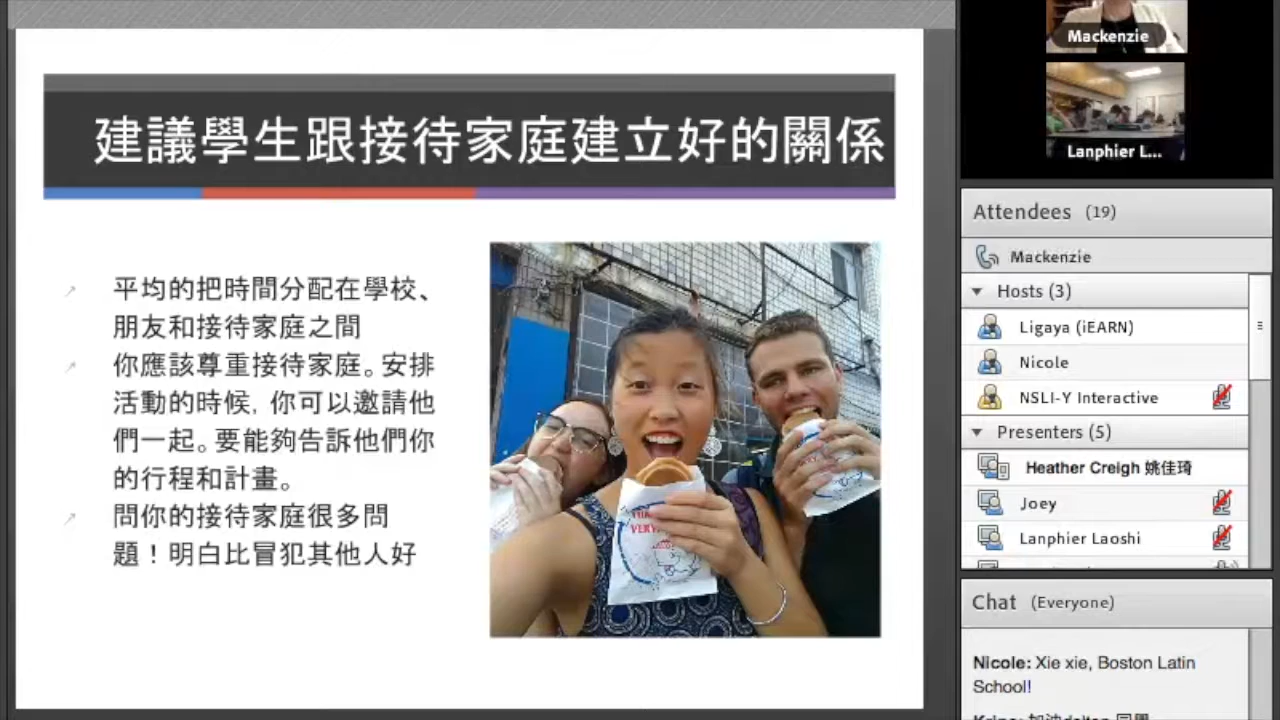 建議學生跟接待家庭建立好的關係
平均的把時間分配在學校、
朋友和接待家庭之間
你應該尊重接待家庭。安排
活動的時候, 你可以邀請他
們一起。要能夠告訴他們你
的行程和計畫。
問你的接待家庭很多問
題！明白比冒犯其他人好
VERY
Mackenzie
Lanphier L...
Attendees (19)
Mackenzie
Hosts (3)
Ligaya (iEARN)
Nicole
NSLI-Y Interactive
Presenters (5)
Heather Creigh 姚佳琦
Joey
Lanphier Laoshi
Chat (Everyone)
Nicole: Xie xie, Boston Latin
School!